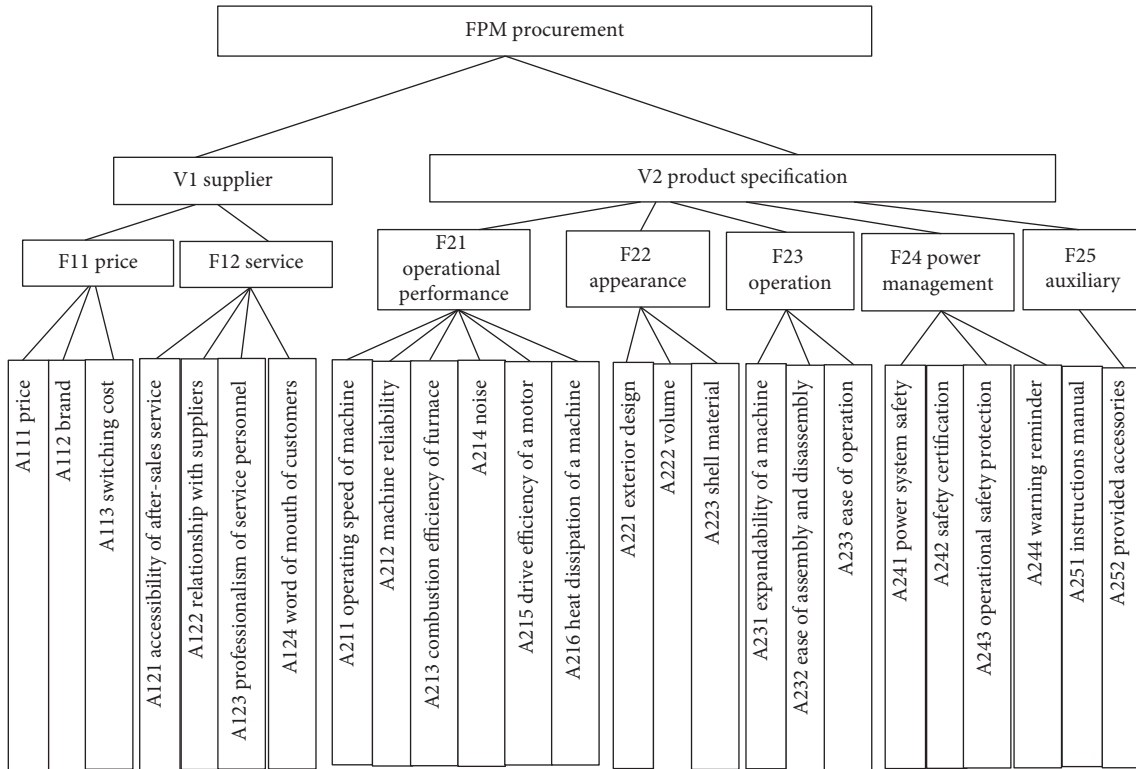 FPM procurement
V1 supplier
V2 product specification
F11 price
F12 service
F21
operational
performance
F22
appearance
F23
operation
F24 power
management
F25
auxiliary
A111 price
A112 brand
A113 switching cost
A121 accessibility of after-sales service
A122 relationship with suppliers
A123 professionalism of service personnel
A124 word of mouth of customers
A211 operating speed of machine
A212 machine reliability
A213 combustion efficiency of furnace
A214 noise
A215 drive efficiency of a motor
A216 heat dissipation of a machine
A221 exterior design
A222 volume
A223 shell material
A231 expandability of a machine
A232 ease of assembly and disassembly
A233 ease of operation
A241 power system safety
A242 safety certification
A243 operational safety protection
A244 warning reminder
A251 instructions manual
A252 provided accessories